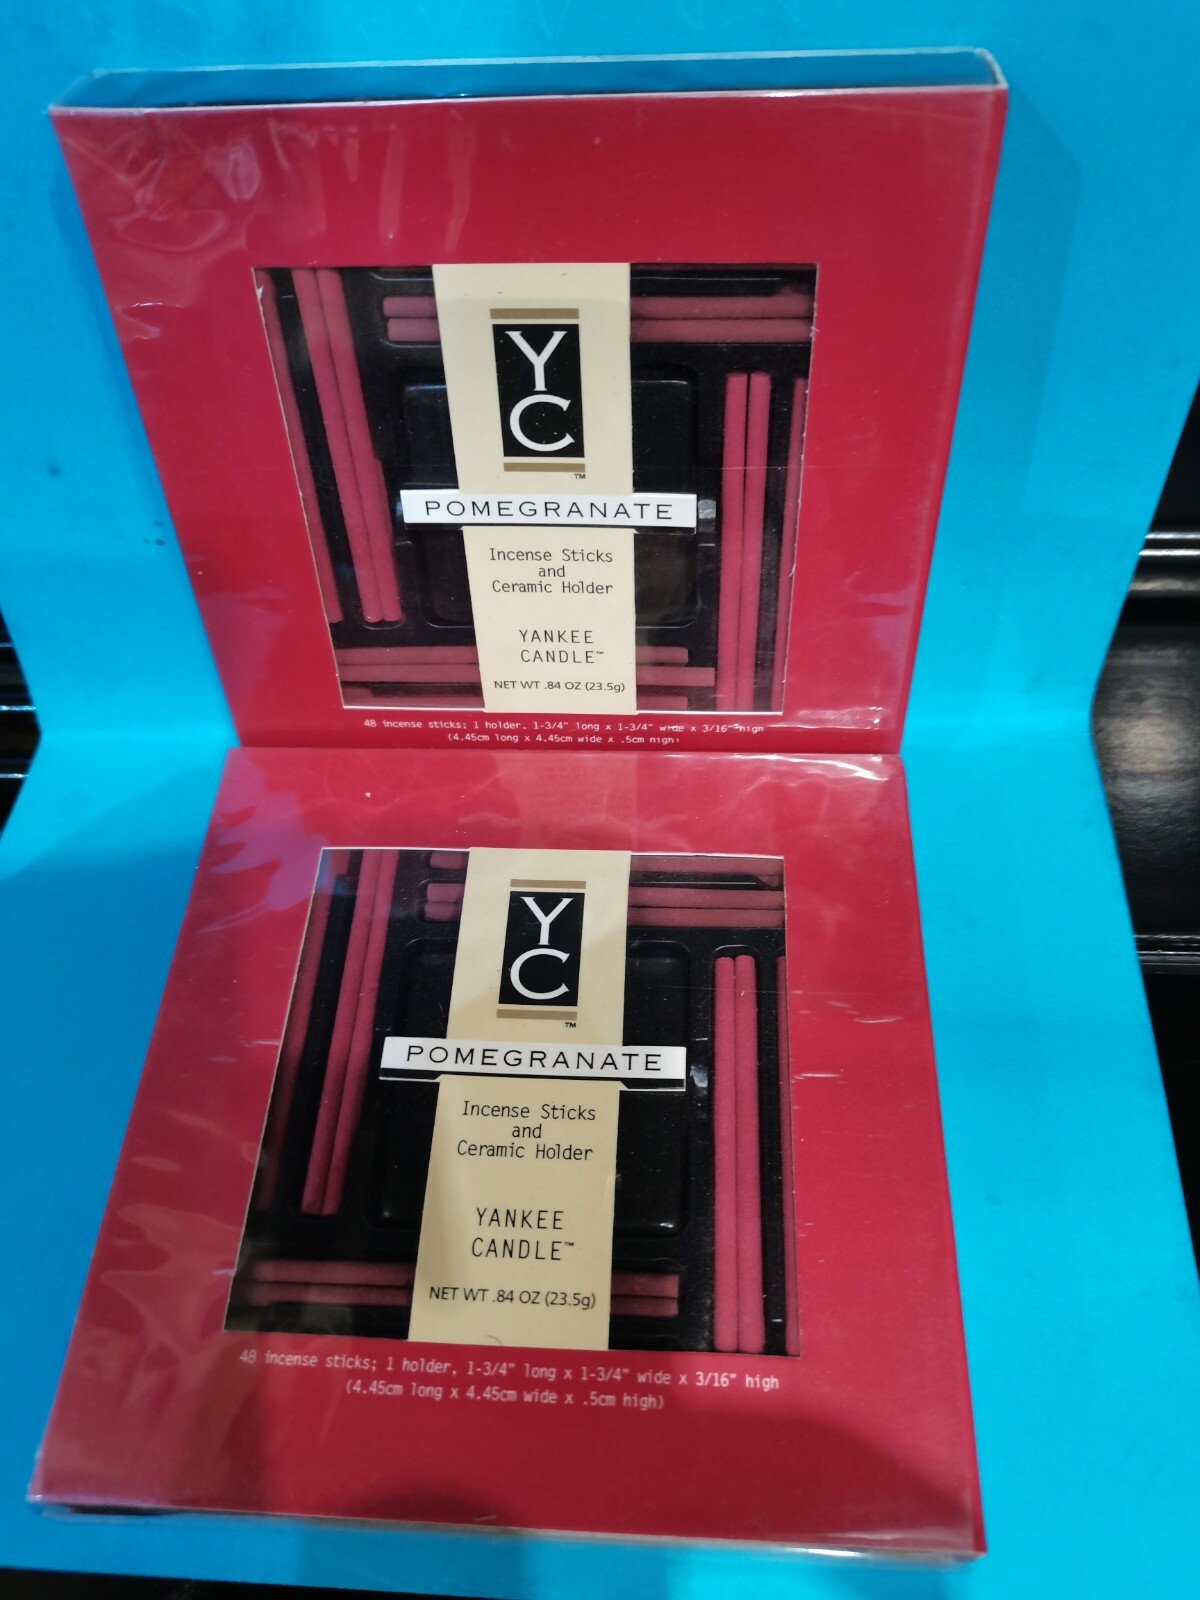 Y
C
™
POMEGRANATE
Incense Sticks
and
Ceramic Holder
YANKEE
CANDLE™
NET WT .84 OZ (23.5g)
48 incense sticks; 1 holder, 1-3/4" long x 1-3/4" wide x 3/16" high
(4.45cm long x 4.45cm wide x .5cm high)
Y
C
™
POMEGRANATE
Incense Sticks
and
Ceramic Holder
YANKEE
CANDLE™
NET WT .84 OZ (23.5g)
48 incense sticks; 1 holder, 1-3/4" long x 1-3/4" wide x 3/16" high
(4.45cm long x 4.45cm wide x .5cm high)